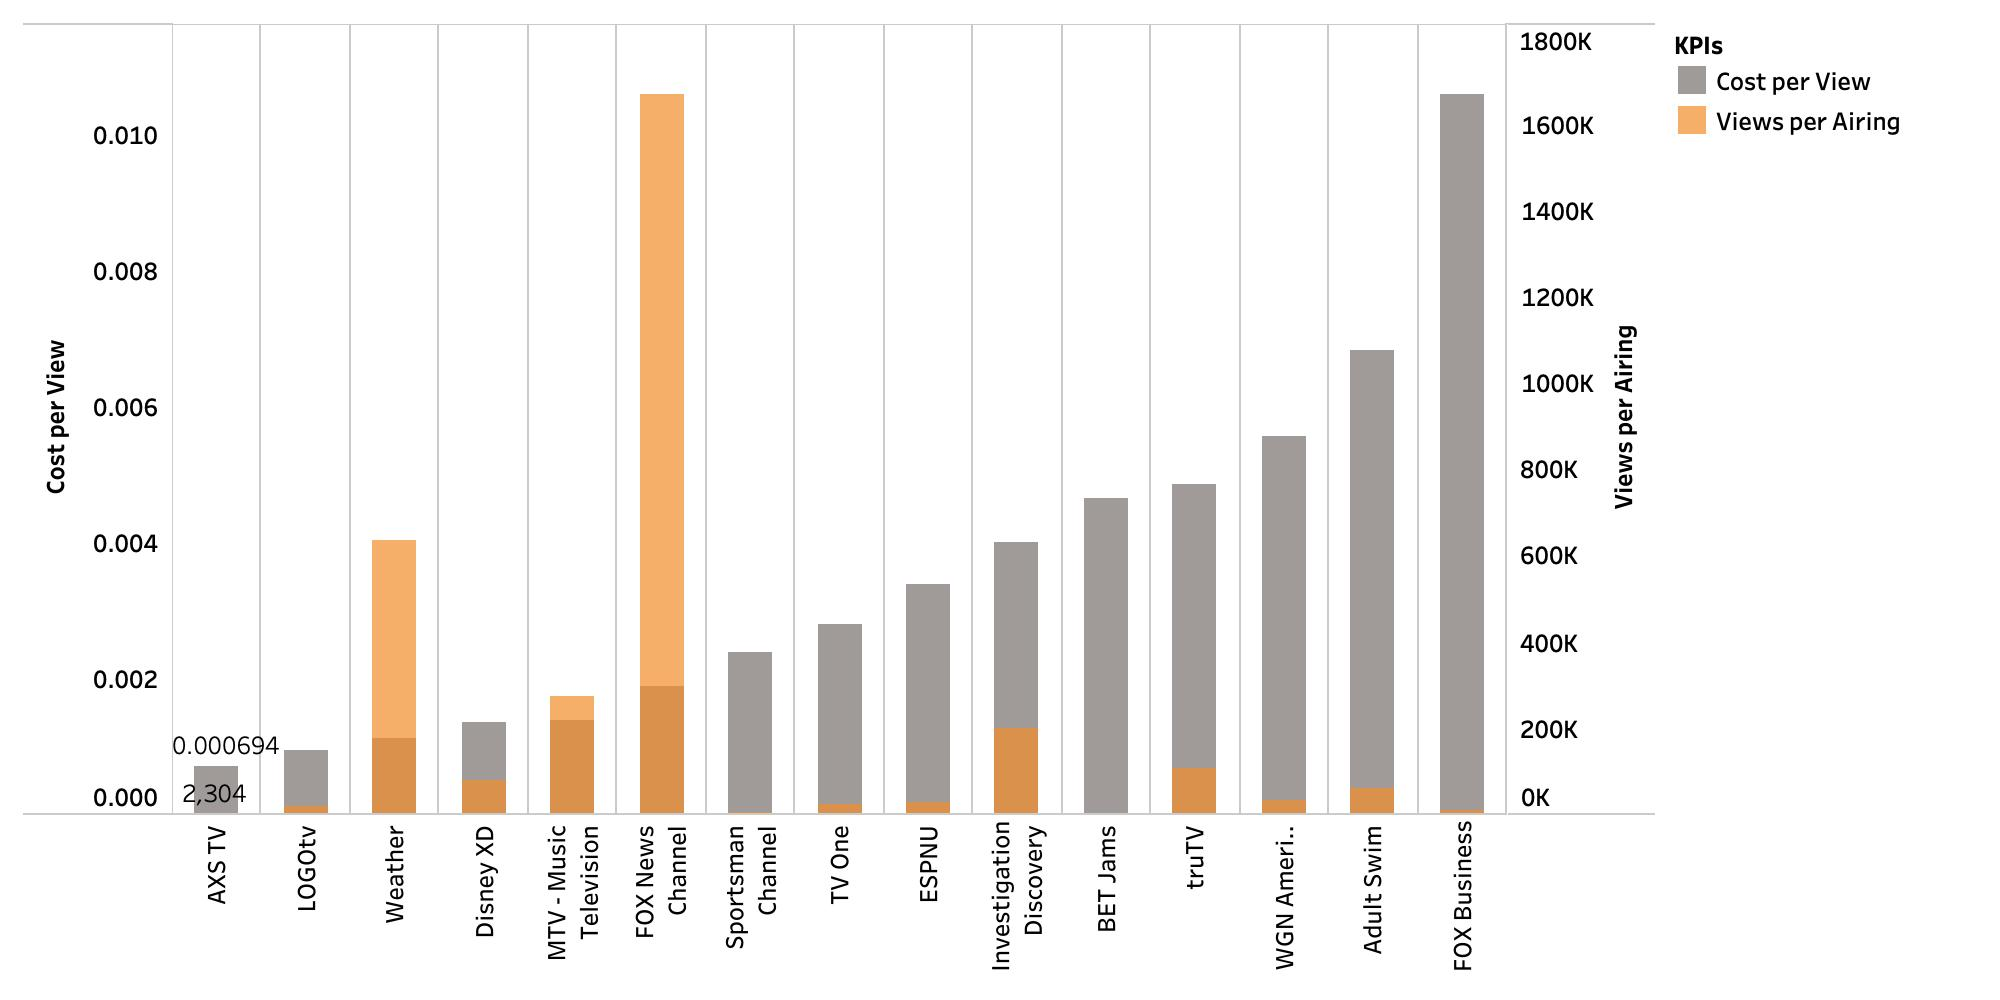 KPIs
Cost per View
Views per Airing
Cost per View
0.010
0.008
0.006
0.004
0.002
0.000
0.000694
2,304
1800K
1600K
1400K
1200K
1000K
800K
600K
400K
200K
0K
Views per Airing
AXS TV
LOGOtv
Weather
Disney XD
MTV - Music
Television
FOX News
Channel
Sportsman
Channel
TV One
ESPNU
Investigation
Discovery
BET Jams
truTV
WGN Ameri..
Adult Swim
FOX Business